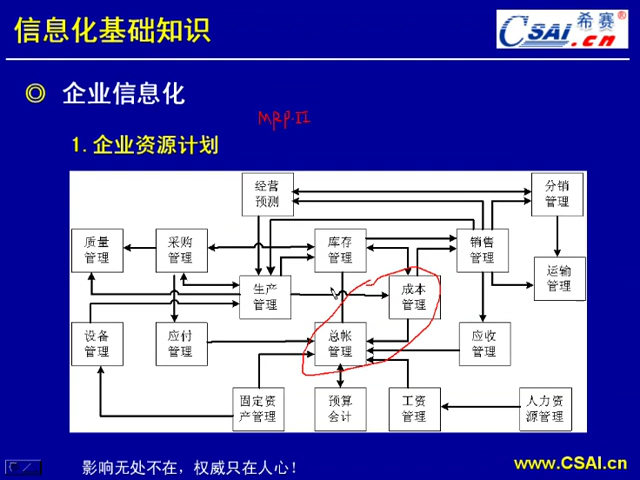 信息化基础知识
CSAI 希赛®
.cn
◎ 企业信息化
MRP·II
1. 企业资源计划
经营
预测
分销
管理
质量
管理
采购
管理
库存
管理
销售
管理
运输
管理
生产
管理
成本
管理
设备
管理
应付
管理
总帐
管理
应收
管理
固定资
产管理
预算
会计
工资
管理
人力资
源管理
影响无处不在，权威只在人心！
www.CSAI.cn